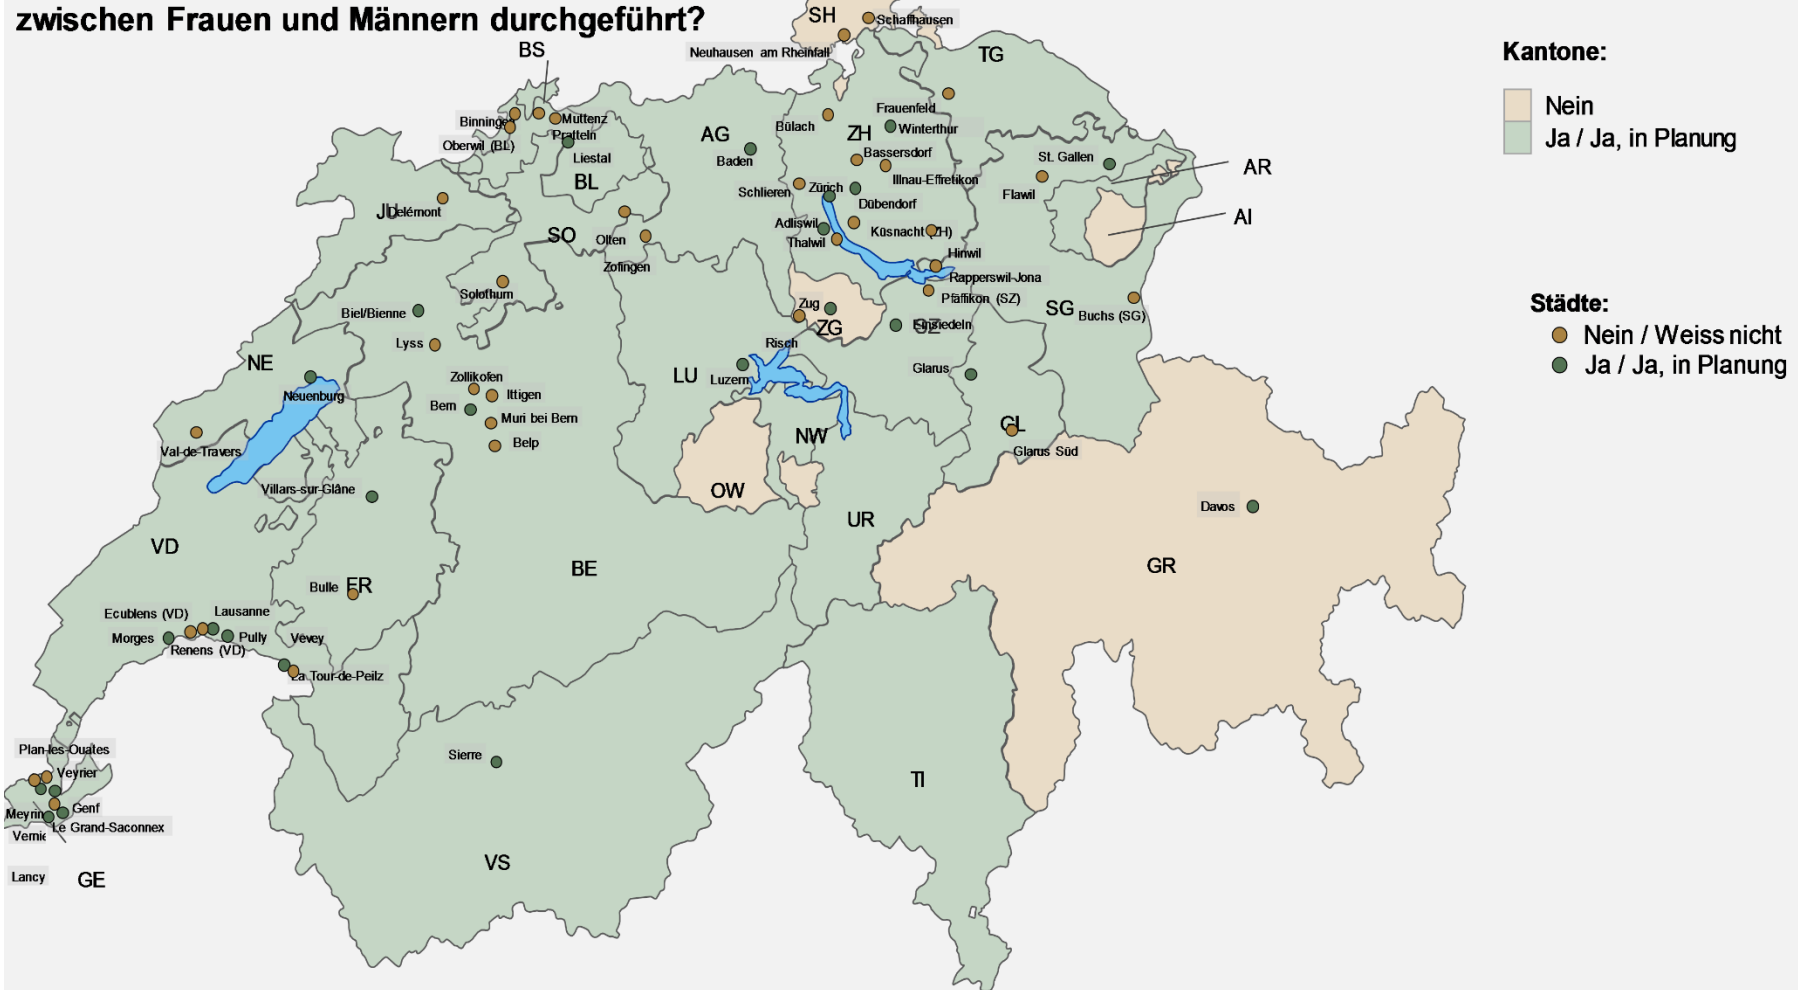 zwischen Frauen und Männern durchgeführt?
SH
Schaffhausen
Neuhausen am Rheinfall
BS
TG
Kantone:
Nein
Ja / Ja, in Planung
Binningen
Muttenz
Pratteln
Oberwil (BL)
Liestal
BL
AG
Baden
Bülach
ZH
Frauenfeld
Winterthur
Bassersdorf
Illnau-Effretikon
Schlieren
Zürich
Dübendorf
Adliswil
Küsnacht (ZH)
Thalwil
Hinwil
Rapperswil-Jona
Pfäffikon (SZ)
St. Gallen
Flawil
AR
AI
JU
Delémont
SO
Olten
Zofingen
Solothurn
Biel/Bienne
Lyss
Zug
ZG
Risch
SZ
Einsiedeln
SG
Buchs (SG)
Städte:
Nein / Weiss nicht
Ja / Ja, in Planung
NE
Neuenburg
Zollikofen
Ittigen
Bern
Muri bei Bern
Belp
LU
Luzern
Glarus
GL
Glarus Süd
NW
OW
Val-de-Travers
Villars-sur-Glâne
UR
Davos
GR
VD
BE
Bulle
FR
Ecublens (VD)
Lausanne
Morges
Pully
Renens (VD)
Vevey
La Tour-de-Peilz
Plan-les-Ouates
Veyrier
Meyrin
Genf
Le Grand-Saconnex
Vernie
Lancy
GE
Sierre
VS
TI